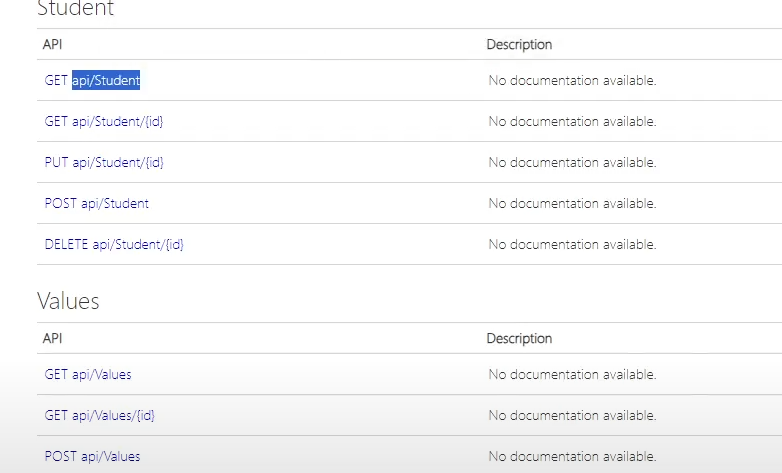 Student
API Description
GET api/Student No documentation available.
GET api/Student/{id} No documentation available.
PUT api/Student/{id} No documentation available.
POST api/Student No documentation available.
DELETE api/Student/{id} No documentation available.
Values
API Description
GET api/Values No documentation available.
GET api/Values/{id} No documentation available.
POST api/Values No documentation available.